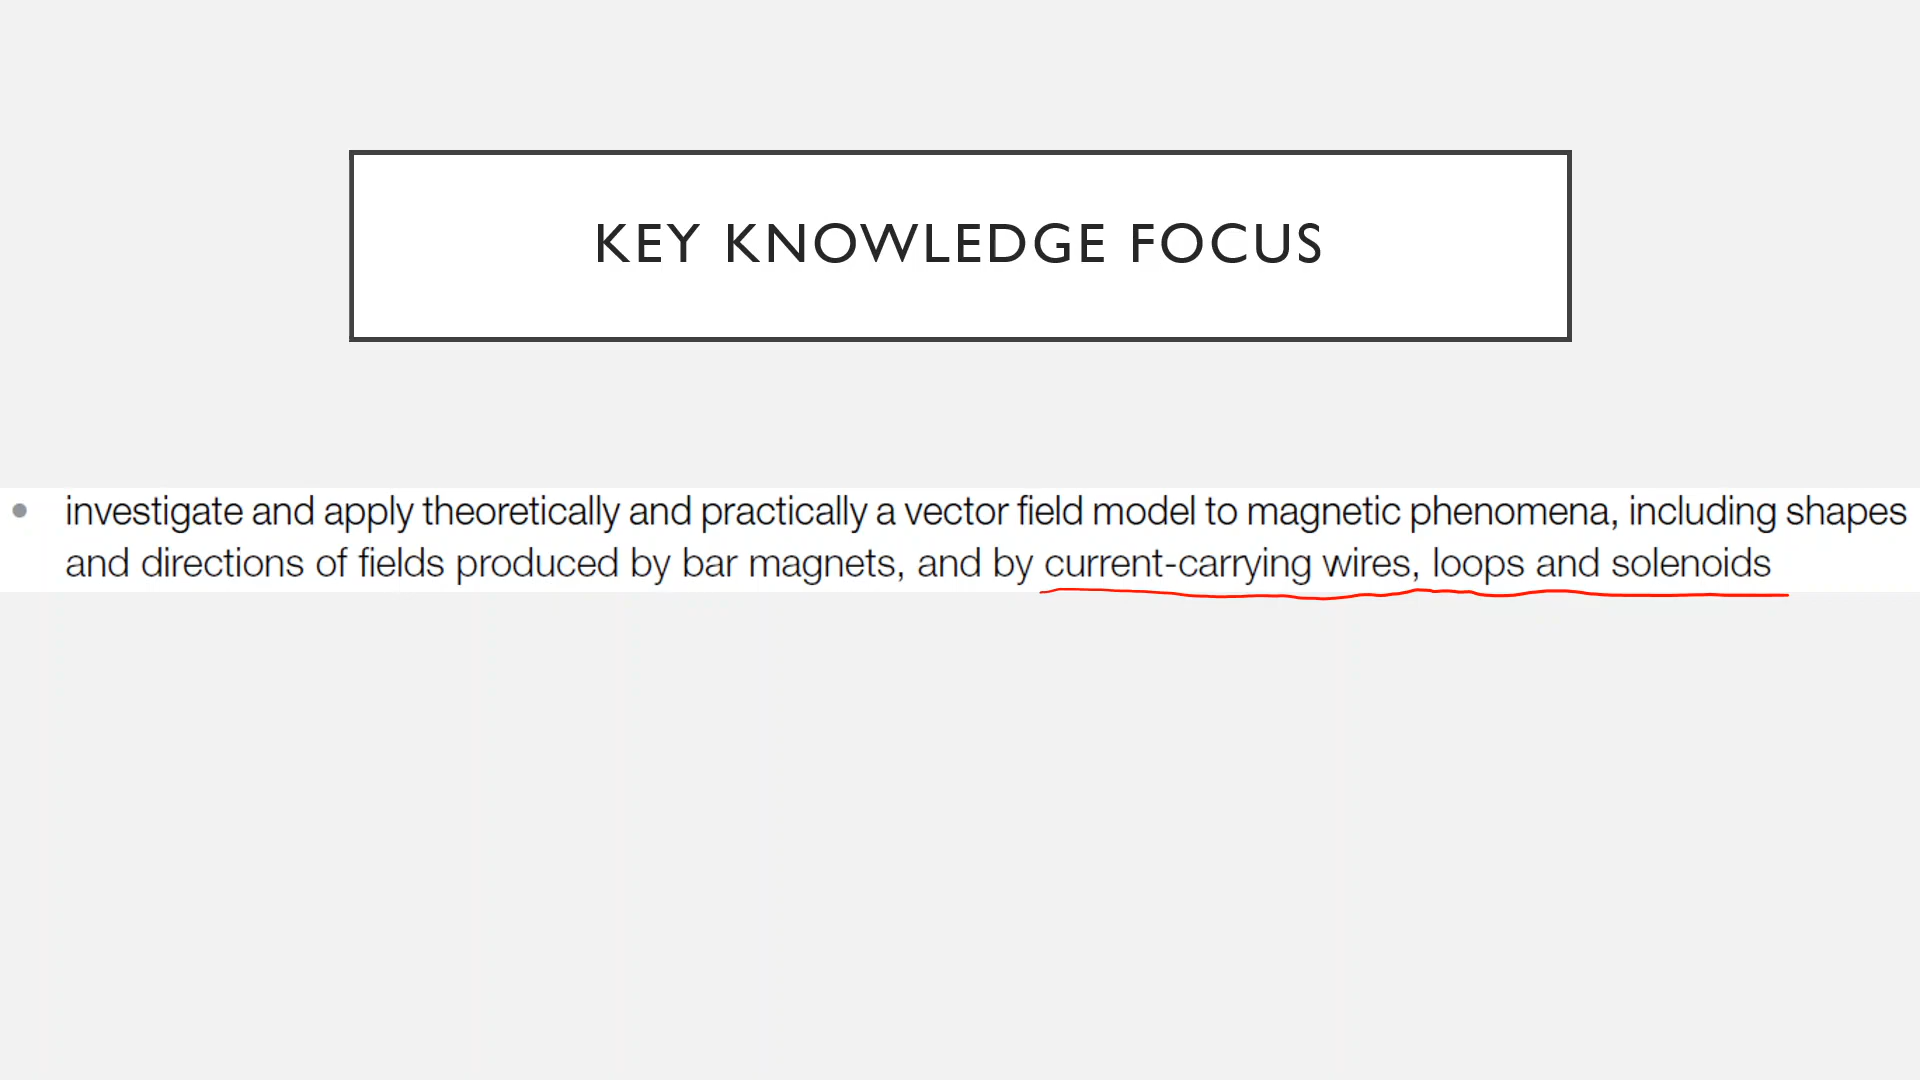 KEY KNOWLEDGE FOCUS
• investigate and apply theoretically and practically a vector field model to magnetic phenomena, including shapes
and directions of fields produced by bar magnets, and by current-carrying wires, loops and solenoids